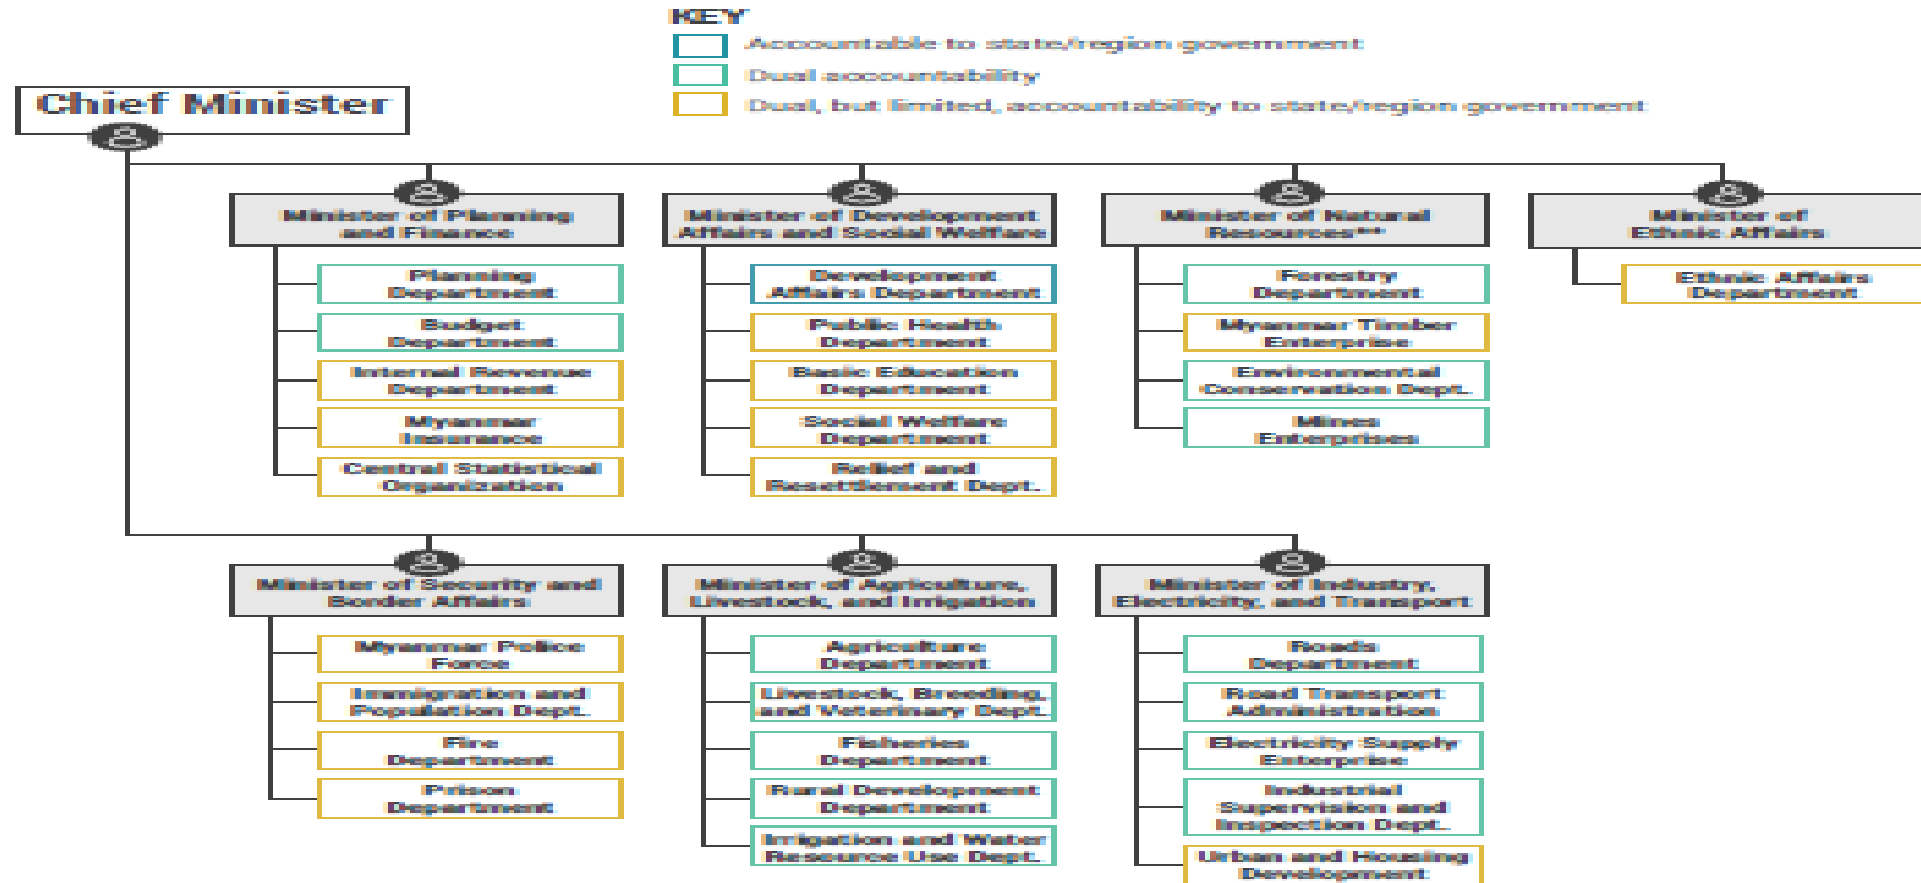 KEY
Accountable to state/region government
Dual accountability
Dual, but limited, accountability to state/region government
Chief Minister
Minister of Planning
and Finance
Planning
Department
Budget
Department
Internal Revenue
Department
Myanmar
Insurance
Central Statistical
Organization
Minister of Development
Affairs and Social Welfare
Development
Affairs Department
Public Health
Department
Basic Education
Department
Social Welfare
Department
Relief and
Resettlement Dept.
Minister of Natural
Resources**
Forestry
Department
Myanmar Timber
Enterprise
Environmental
Conservation Dept.
Mines
Enterprises
Minister of
Ethnic Affairs
Ethnic Affairs
Department
Minister of Security and
Border Affairs
Myanmar Police
Force
Immigration and
Population Dept.
Fire
Department
Prison
Department
Minister of Agriculture,
Livestock, and Irrigation
Agriculture
Department
Livestock, Breeding,
and Veterinary Dept.
Fisheries
Department
Rural Development
Department
Irrigation and Water
Resource Use Dept.
Minister of Industry,
Electricity, and Transport
Roads
Department
Road Transport
Administration
Electricity Supply
Enterprise
Industrial
Supervision and
Inspection Dept.
Urban and Housing
Development